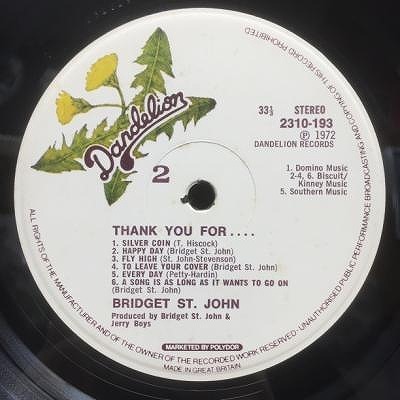 Dandelion
2
33⅓ STEREO
2310-193
Ⓟ 1972
DANDELION RECORDS
1. Domino Music
2-4, 6. Biscuit/
Kinney Music
5. Southern Music
THANK YOU FOR....
1. SILVER COIN (T. Hiscock)
2. HAPPY DAY (Bridget St. John)
3. FLY HIGH (St. John-Stevenson)
4. TO LEAVE YOUR COVER (Bridget St. John)
5. EVERY DAY (Petty-Hardin)
6. A SONG IS AS LONG AS IT WANTS TO GO ON
(Bridget St. John)
BRIDGET ST. JOHN
Produced by Bridget St. John &
Jerry Boys
MARKETED BY POLYDOR
MADE IN GREAT BRITAIN
ALL RIGHTS OF THE MANUFACTURER AND OF THE OWNER OF THE RECORDED WORK RESERVED - UNAUTHORISED PUBLIC PERFORMANCE BROADCASTING AND COPYING OF THIS RECORD PROHIBITED